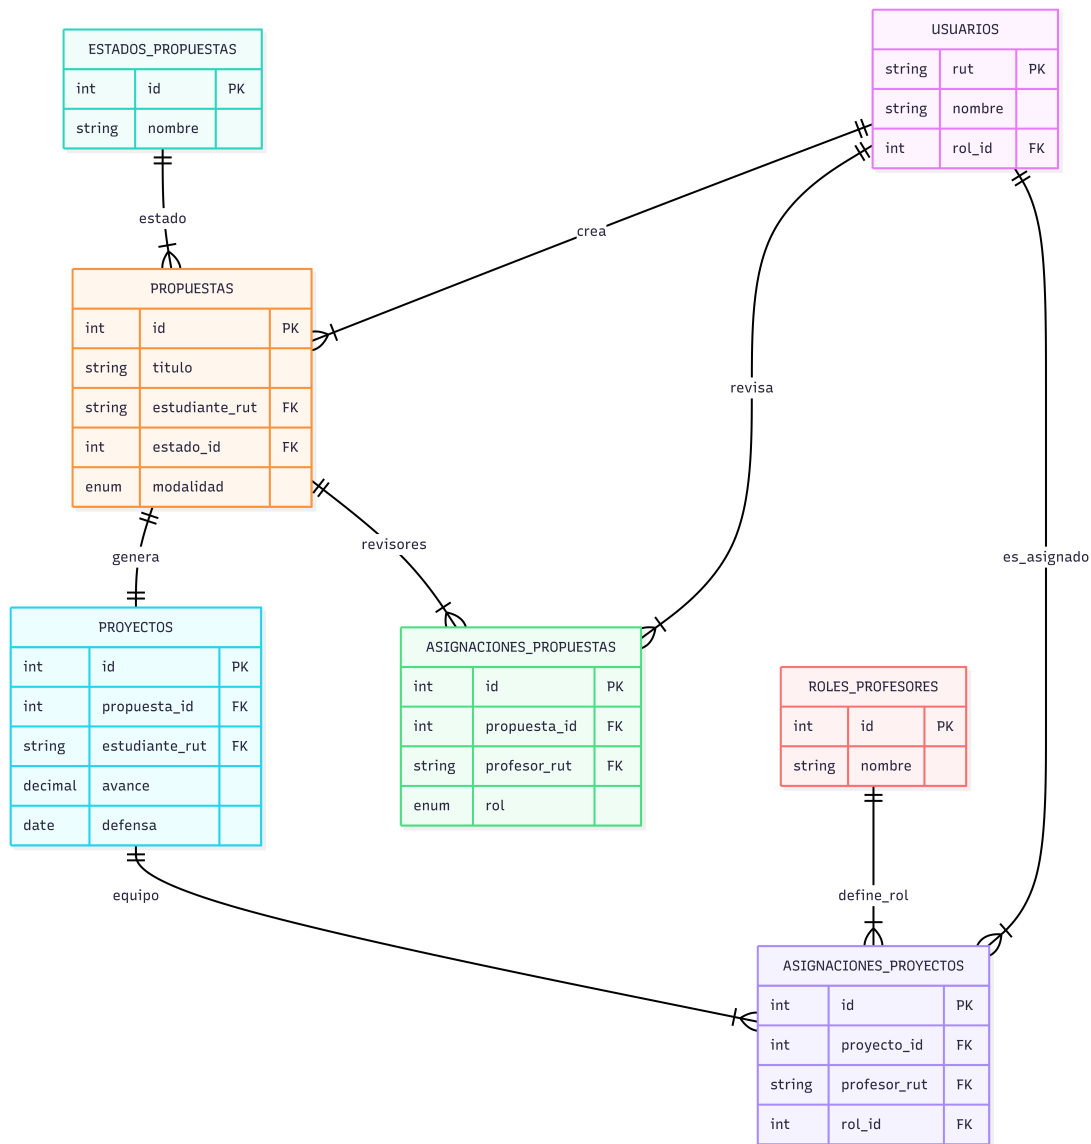 ESTADOS_PROPUESTAS
int id PK
string nombre
USUARIOS
string rut PK
string nombre
int rol_id FK
estado
crea
PROPUESTAS
int id PK
string titulo
string estudiante_rut FK
int estado_id FK
enum modalidad
revisa
revisores
genera
es_asignado
PROYECTOS
int id PK
int propuesta_id FK
string estudiante_rut FK
decimal avance
date defensa
ASIGNACIONES_PROPUESTAS
int id PK
int propuesta_id FK
string profesor_rut FK
enum rol
ROLES_PROFESORES
int id PK
string nombre
equipo
define_rol
ASIGNACIONES_PROYECTOS
int id PK
int proyecto_id FK
string profesor_rut FK
int rol_id FK